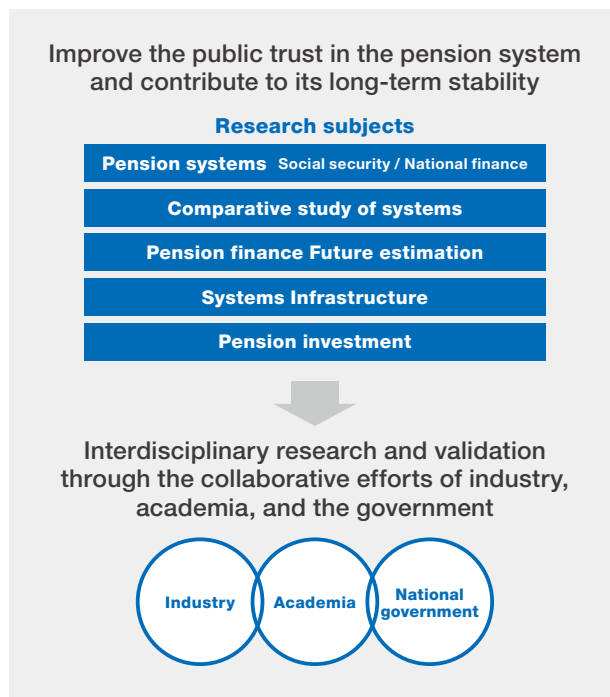 Improve the public trust in the pension system
and contribute to its long-term stability
Research subjects
Pension systems Social security / National finance
Comparative study of systems
Pension finance Future estimation
Systems Infrastructure
Pension investment
Interdisciplinary research and validation
through the collaborative efforts of industry,
academia, and the government
Industry
Academia
National
government